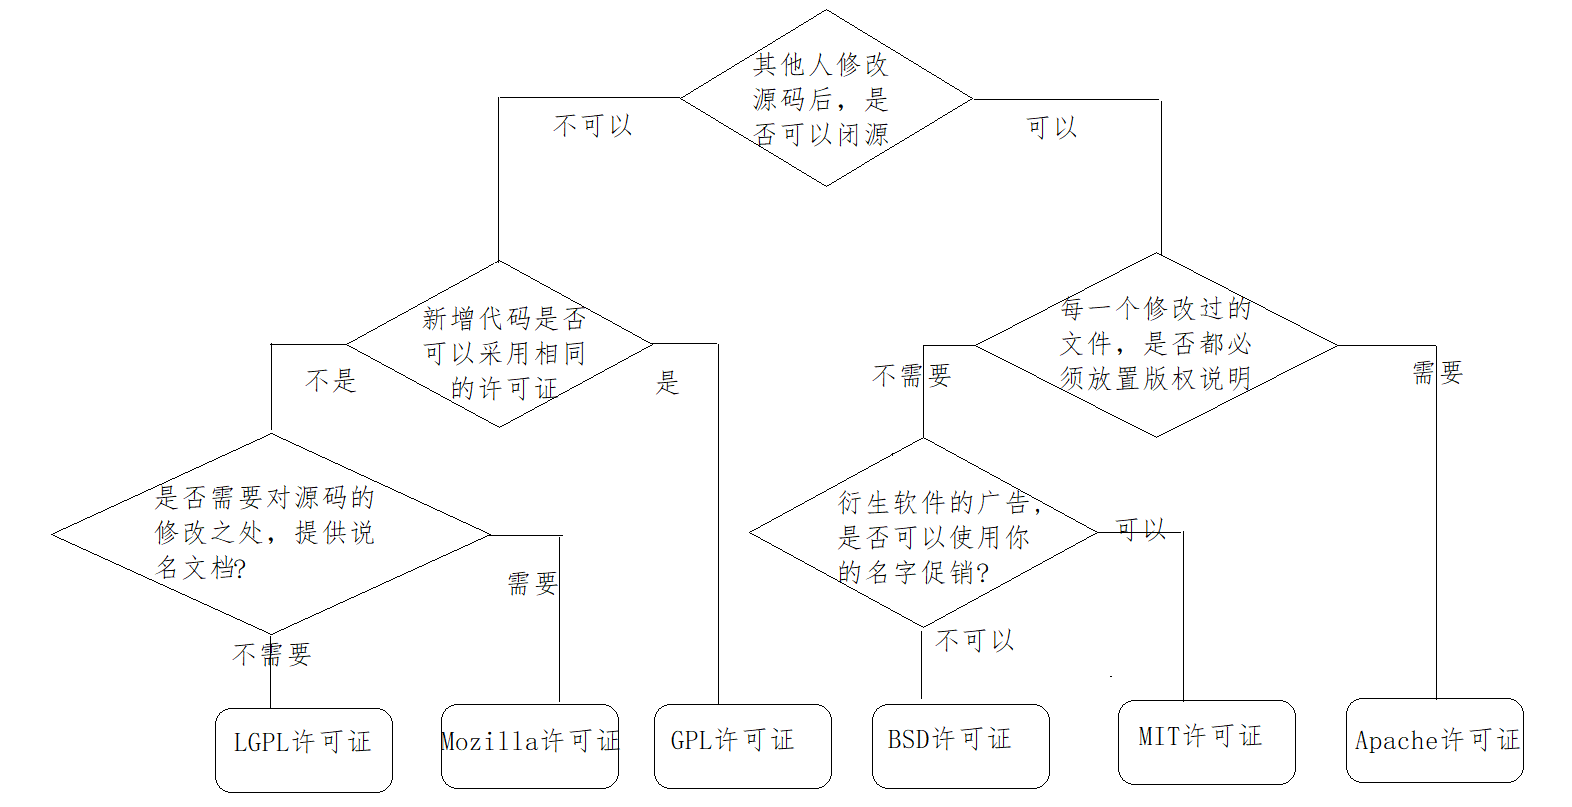 其他人修改
源码后，是
否可以闭源
不可以
可以
新增代码是否
可以采用相同
的许可证
不是
是
每一个修改过的
文件，是否都必
须放置版权说明
不需要
需要
是否需要对源码的
修改之处，提供说
名文档?
需要
不需要
衍生软件的广告，
是否可以使用你
的名字促销?
可以
不可以
LGPL许可证
Mozilla许可证
GPL许可证
BSD许可证
MIT许可证
Apache许可证